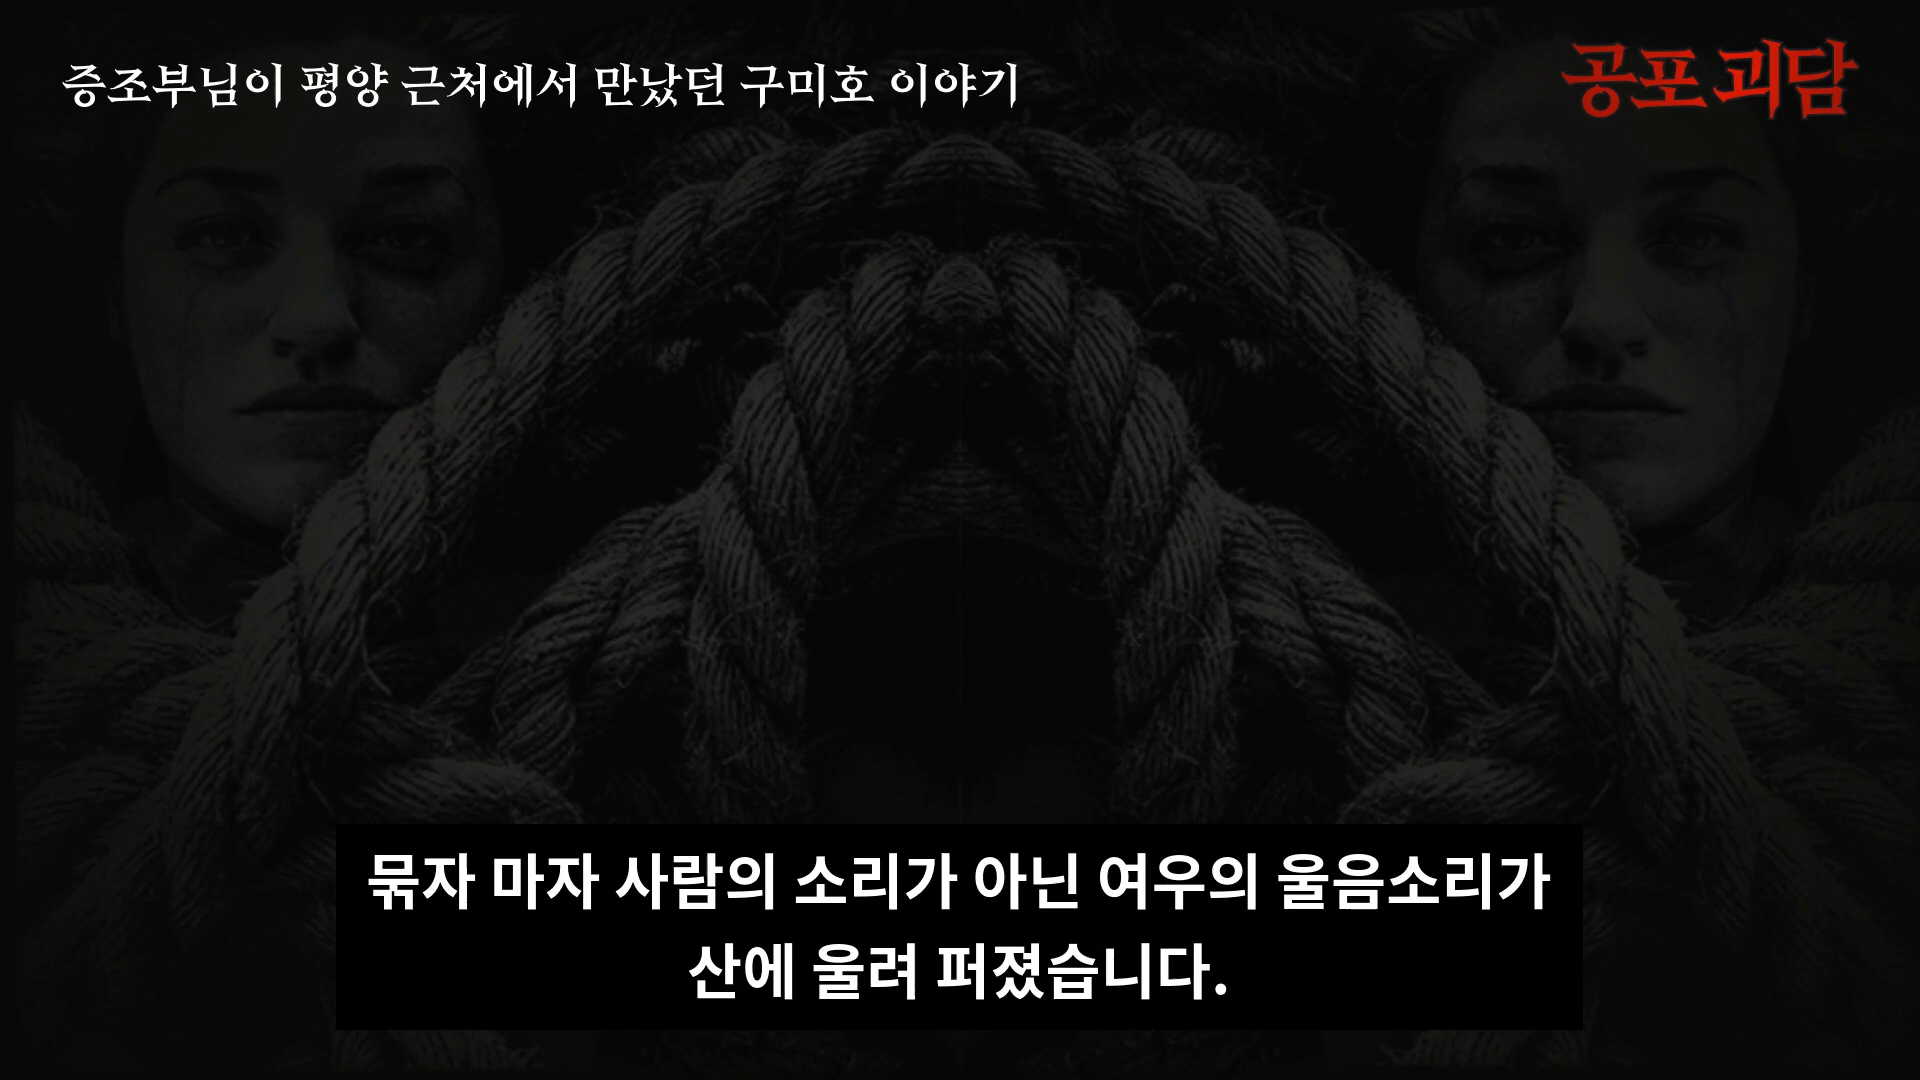 증조부님이 평양 근처에서 만났던 구미호 이야기
공포 괴담
묶자 마자 사람의 소리가 아닌 여우의 울음소리가
산에 울려 퍼졌습니다.